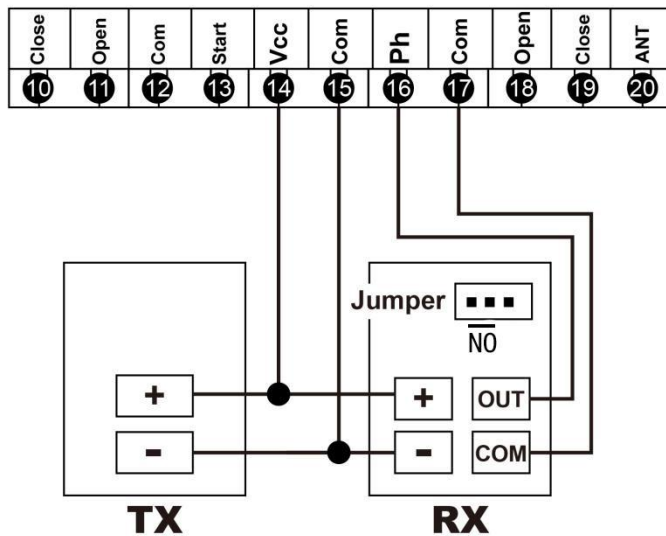 Close Open Com Start Vcc Com Ph Com Open Close ANT
10 11 12 13 14 15 16 17 18 19 20
Jumper
NO
+ + OUT
- - COM
TX RX